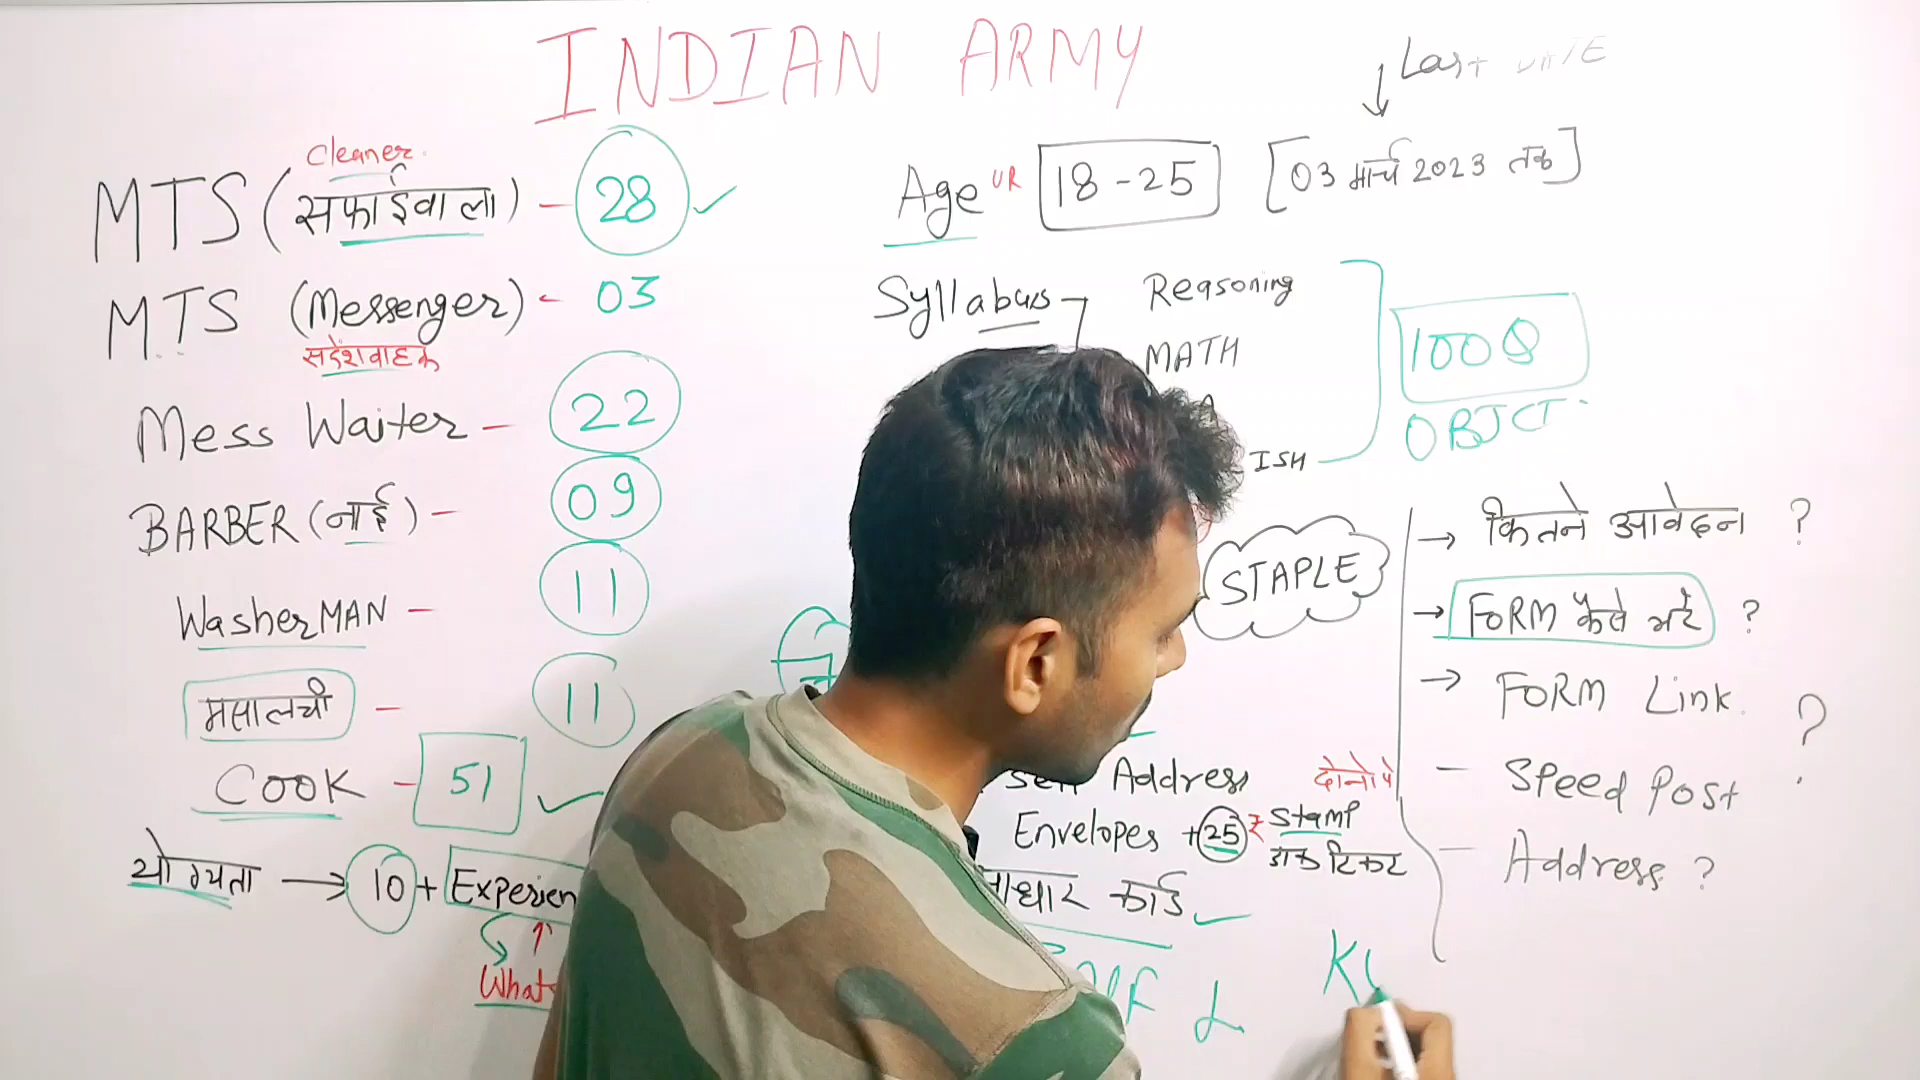 INDIAN ARMY
Last DATE
Cleaner
MTS (सफाईवाला) - 28
MTS (Messenger) - 03
सदेशवाहक
Mess Waiter - 22
BARBER (नाई) - 09
WasherMAN - 11
मसालची - 11
COOK - 51
योग्यता → 10 + Experien
What
Age UR 18-25 [03 मार्च 2023 तक]
Syllabus Reasoning
MATH
ISH
100 Q
OBJCT
STAPLE
Self Address दोनो पे
Envelopes + 25 ₹ Stamp
डाक टिकट
आधार कार्ड
→ कितने आवेदन ?
→ FORM कैसे भरे ?
→ FORM Link ?
- Speed Post
- Address ?